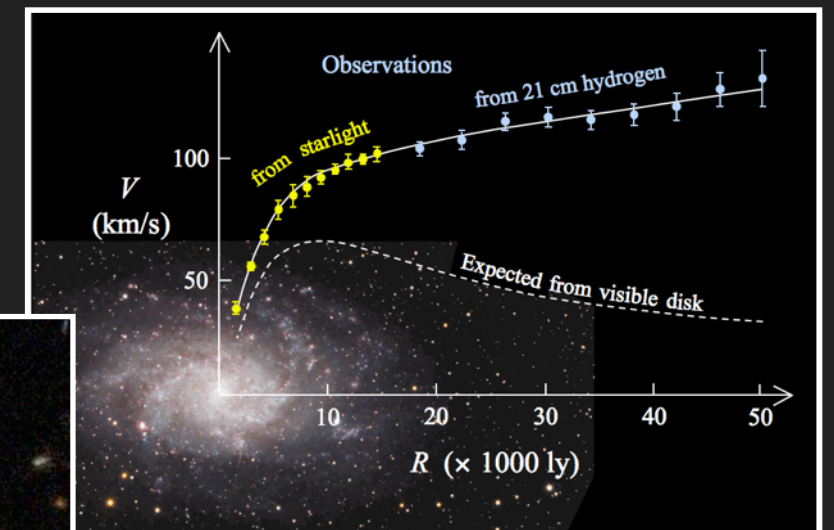 Observations
from 21 cm hydrogen
from starlight
100
V
(km/s)
50
Expected from visible disk
10 20 30 40 50
R (× 1000 ly)